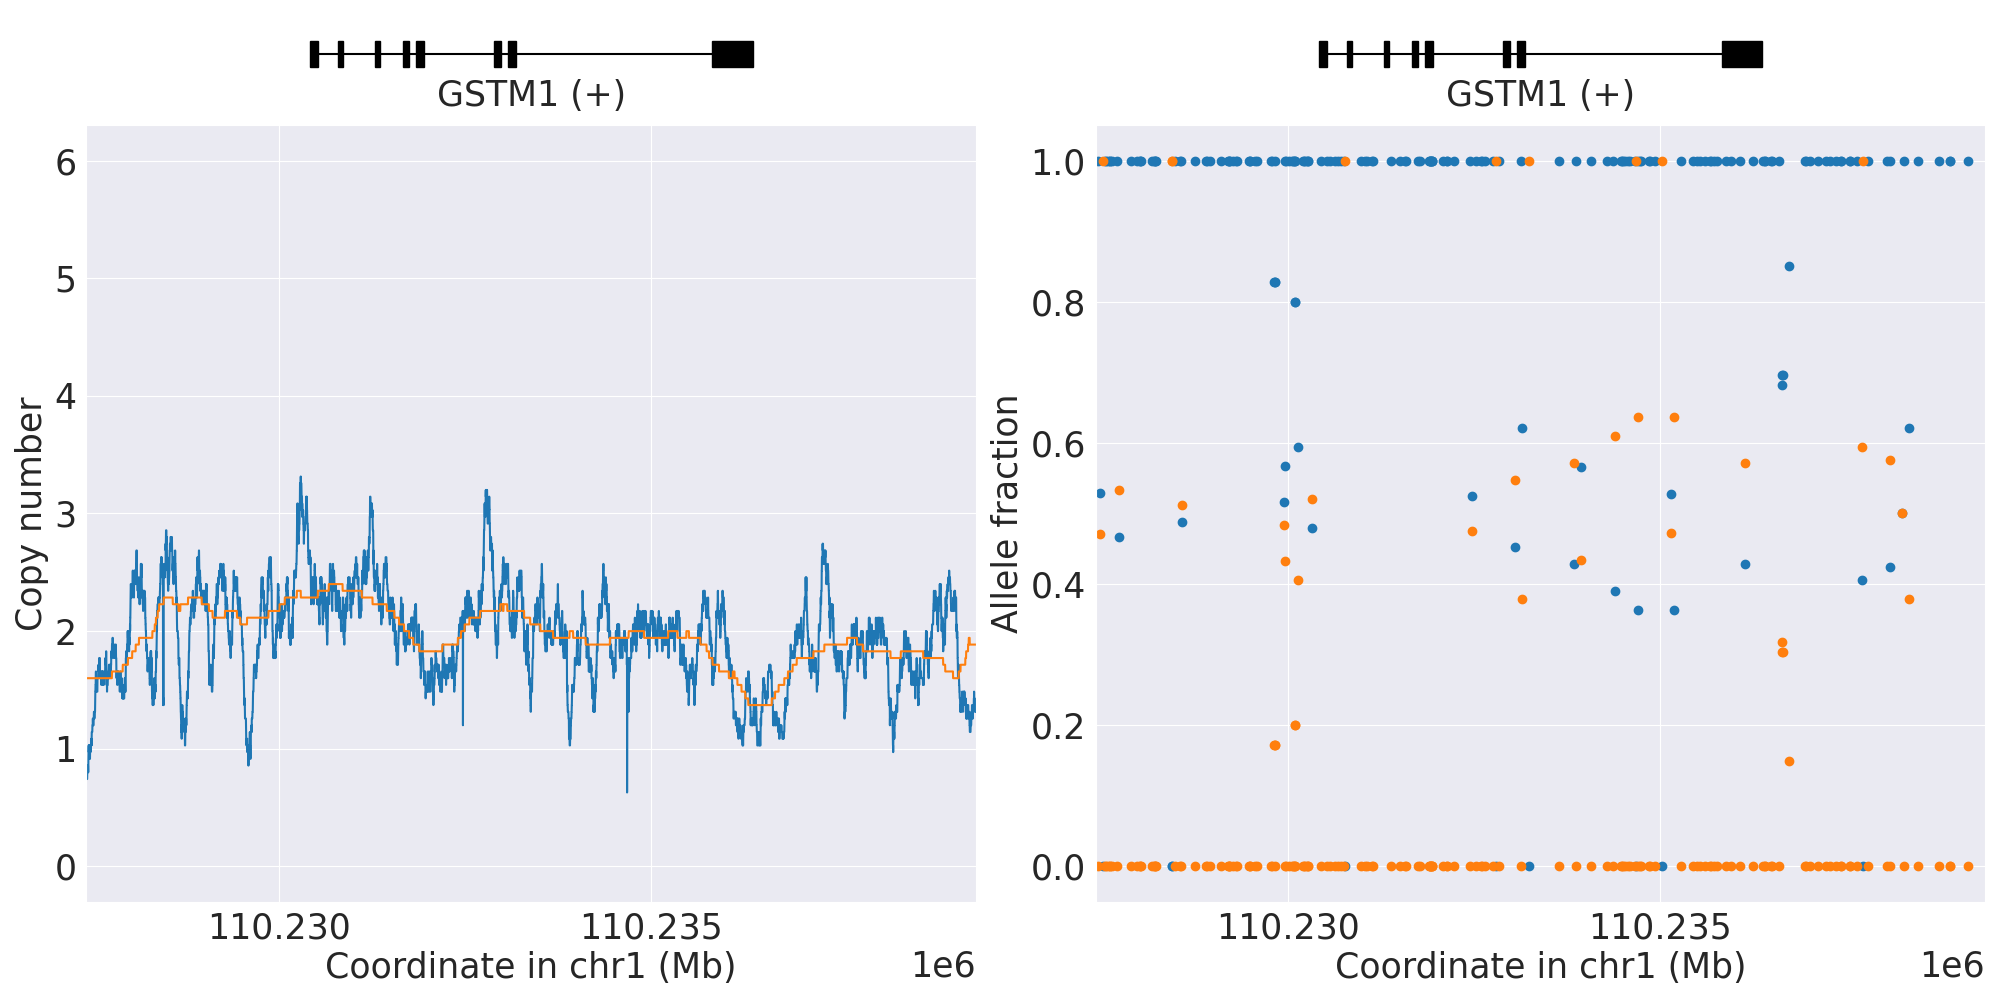 GSTM1 (+)
6
5
4
3
2
1
0
Copy number
110.230
110.235
Coordinate in chr1 (Mb)
1e6
GSTM1 (+)
1.0
0.8
0.6
0.4
0.2
0.0
Allele fraction
110.230
110.235
Coordinate in chr1 (Mb)
1e6